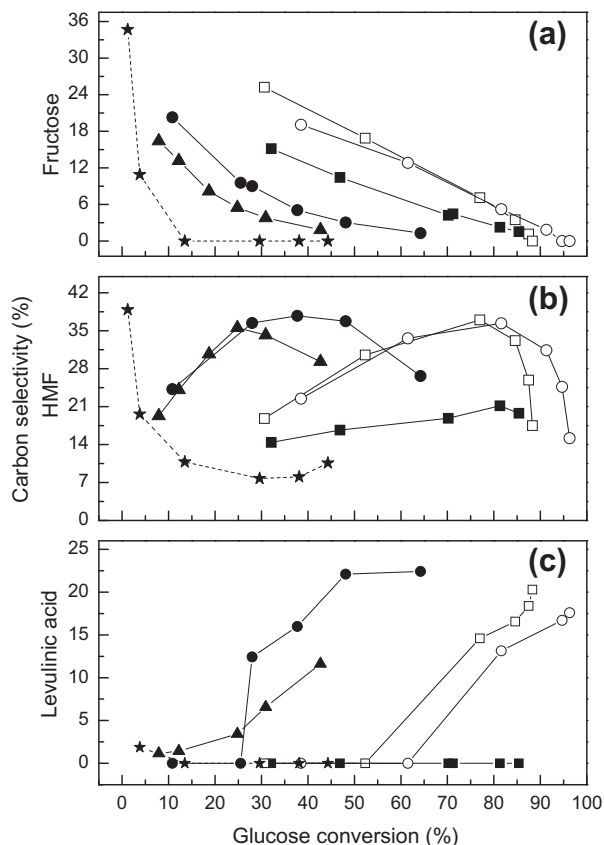 (a)
36
30
24
18
12
6
0
Fructose
(b)
42
35
28
21
14
7
0
Carbon selectivity (%)
HMF
(c)
25
20
15
10
5
0
Levulinic acid
0 10 20 30 40 50 60 70 80 90 100
Glucose conversion (%)